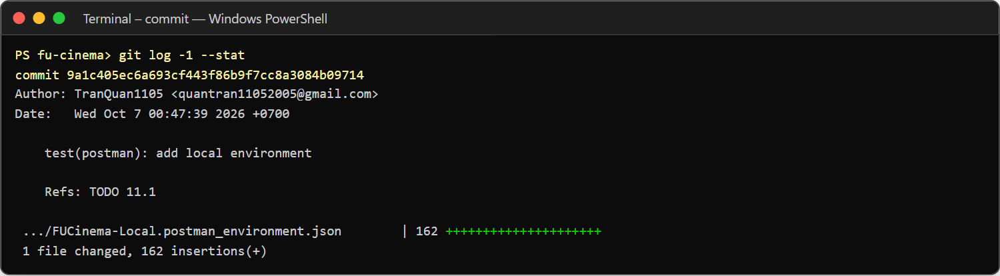 Terminal – commit — Windows PowerShell
PS fu-cinema> git log -1 --stat
commit 9a1c405ec6a693cf443f86b9f7cc8a3084b09714
Author: TranQuan1105 <quantran11052005@gmail.com>
Date:   Wed Oct 7 00:47:39 2026 +0700
test(postman): add local environment
Refs: TODO 11.1
.../FUCinema-Local.postman_environment.json        | 162 +++++++++++++++++++++
1 file changed, 162 insertions(+)